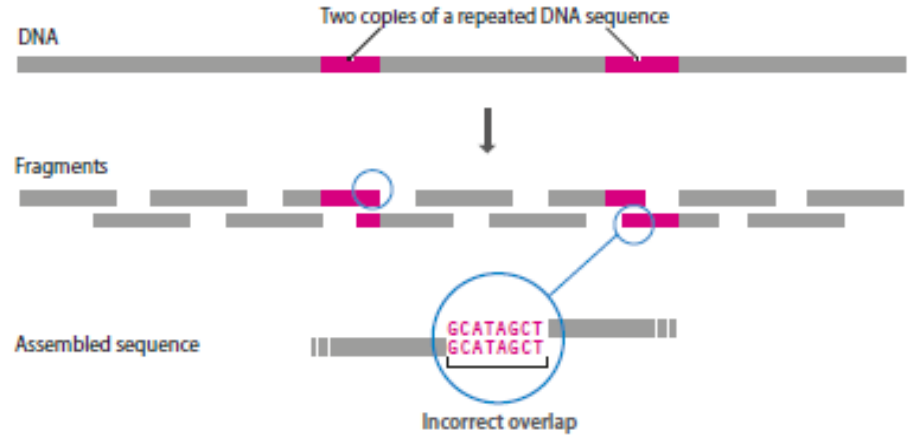 Two copies of a repeated DNA sequence
DNA
Fragments
GCATAGCT
Assembled sequence
GCATAGCT
Incorrect overlap